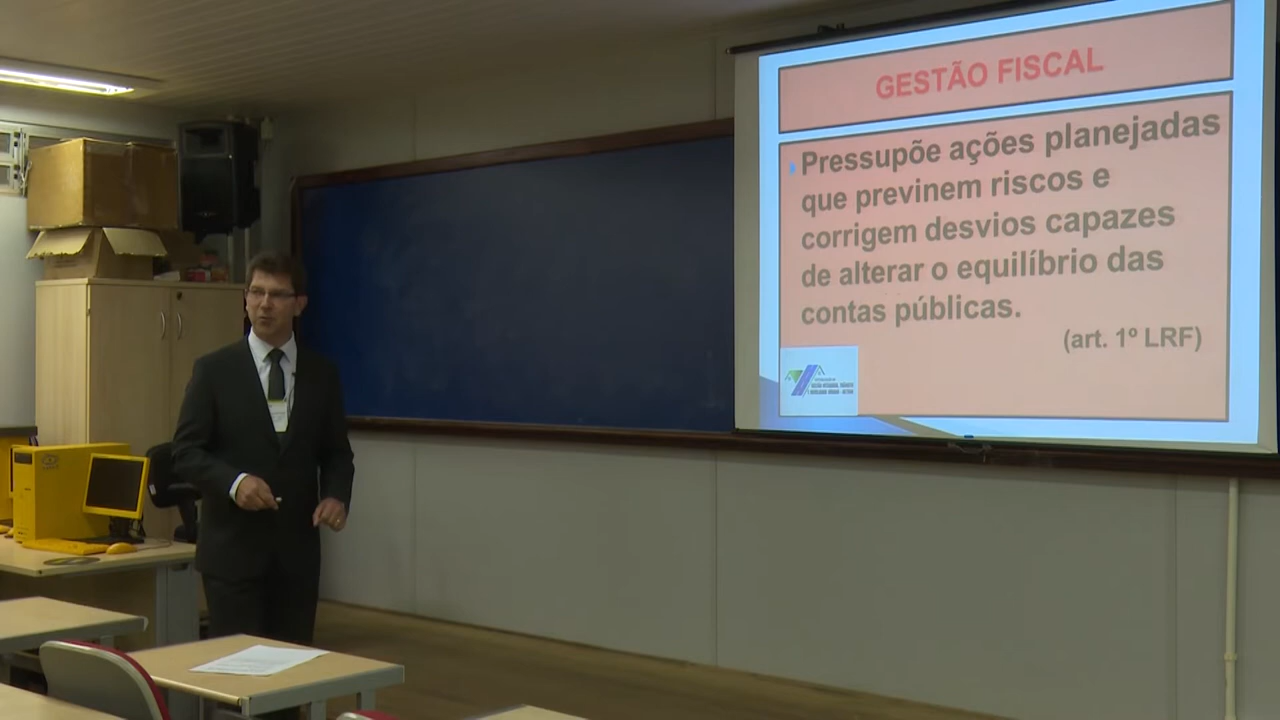 GESTÃO FISCAL
Pressupõe ações planejadas
que previnem riscos e
corrigem desvios capazes
de alterar o equilíbrio das
contas públicas.
(art. 1º LRF)